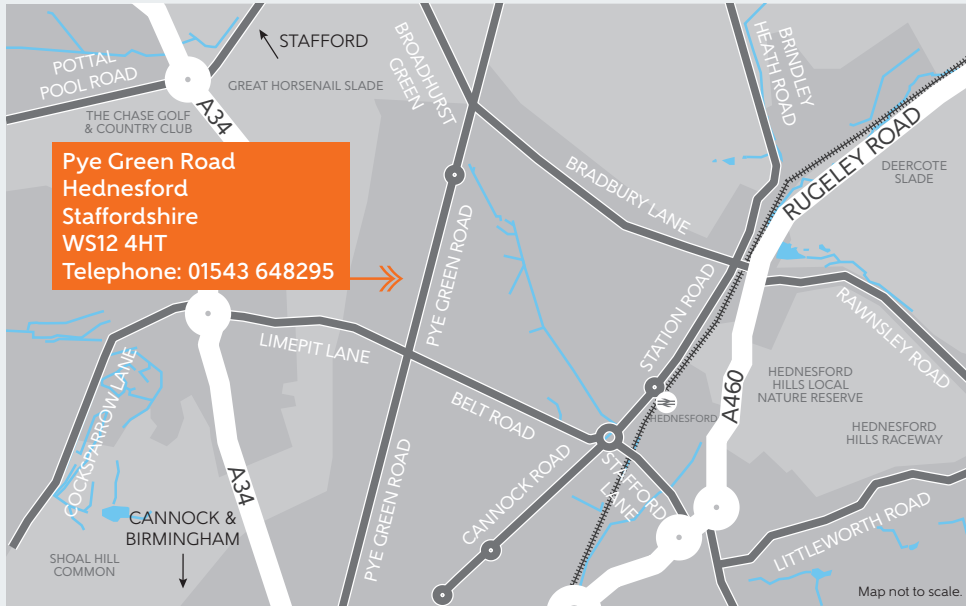 STAFFORD
POTTAL
POOL ROAD
GREAT HORSENAIL SLADE
BROADHURST
GREEN
BRINDLEY
HEATH ROAD
THE CHASE GOLF
& COUNTRY CLUB
A34
RUGELEY ROAD
DEERCOTE
SLADE
Pye Green Road
Hednesford
Staffordshire
WS12 4HT
Telephone: 01543 648295
BRADBURY LANE
PYE GREEN ROAD
STATION ROAD
RAWNSLEY ROAD
LIMEPIT LANE
COCKSPARROW LANE
BELT ROAD
HEDNESFORD
A460
HEDNESFORD
HILLS LOCAL
NATURE RESERVE
HEDNESFORD
HILLS RACEWAY
A34
PYE GREEN ROAD
CANNOCK ROAD
STAFFORD
LANE
LITTLEWORTH ROAD
CANNOCK &
BIRMINGHAM
SHOAL HILL
COMMON
Map not to scale.